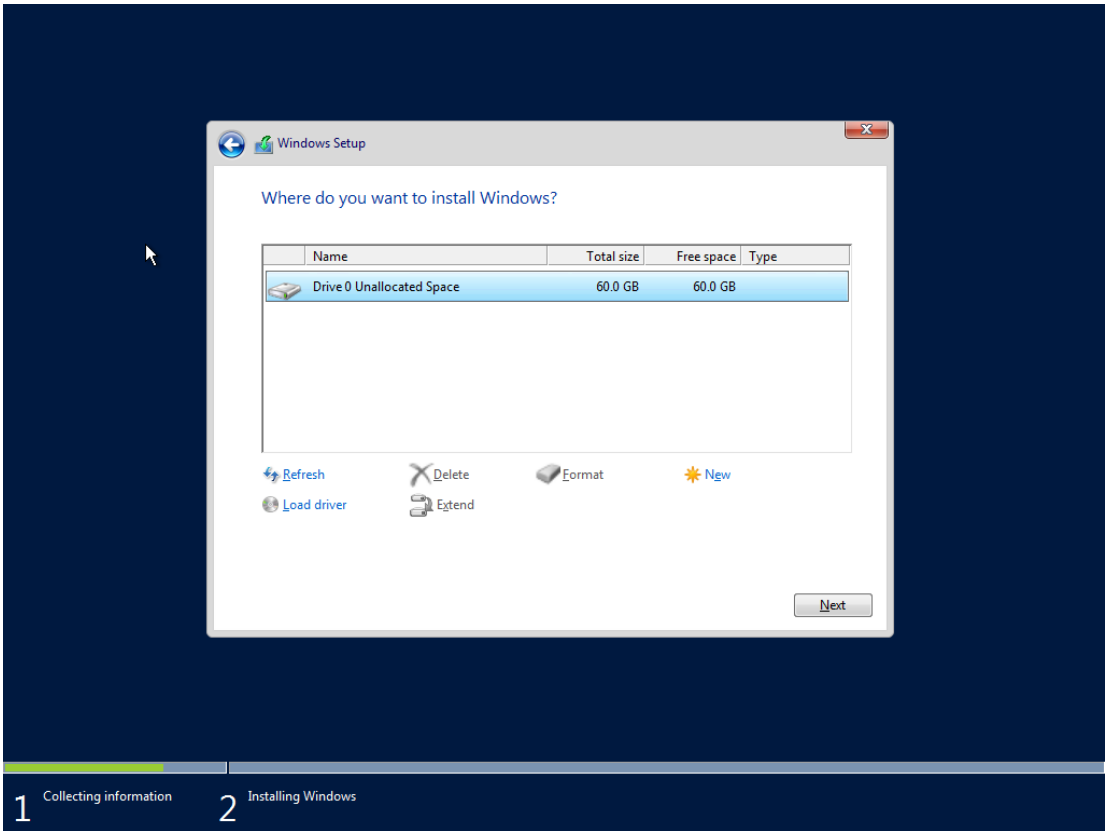 Windows Setup
Where do you want to install Windows?
Name Total size Free space Type
Drive 0 Unallocated Space 60.0 GB 60.0 GB
Refresh Delete Format New
Load driver Extend
Next
1 Collecting information 2 Installing Windows